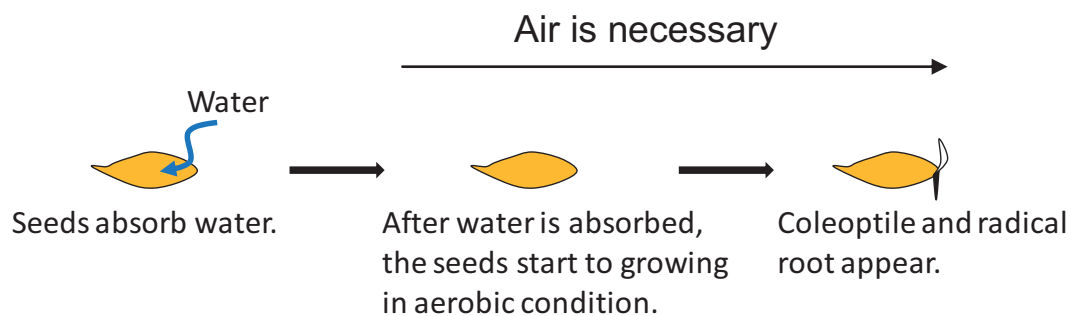 Air is necessary
Water
Seeds absorb water.
After water is absorbed,
the seeds start to growing
in aerobic condition.
Coleoptile and radical
root appear.